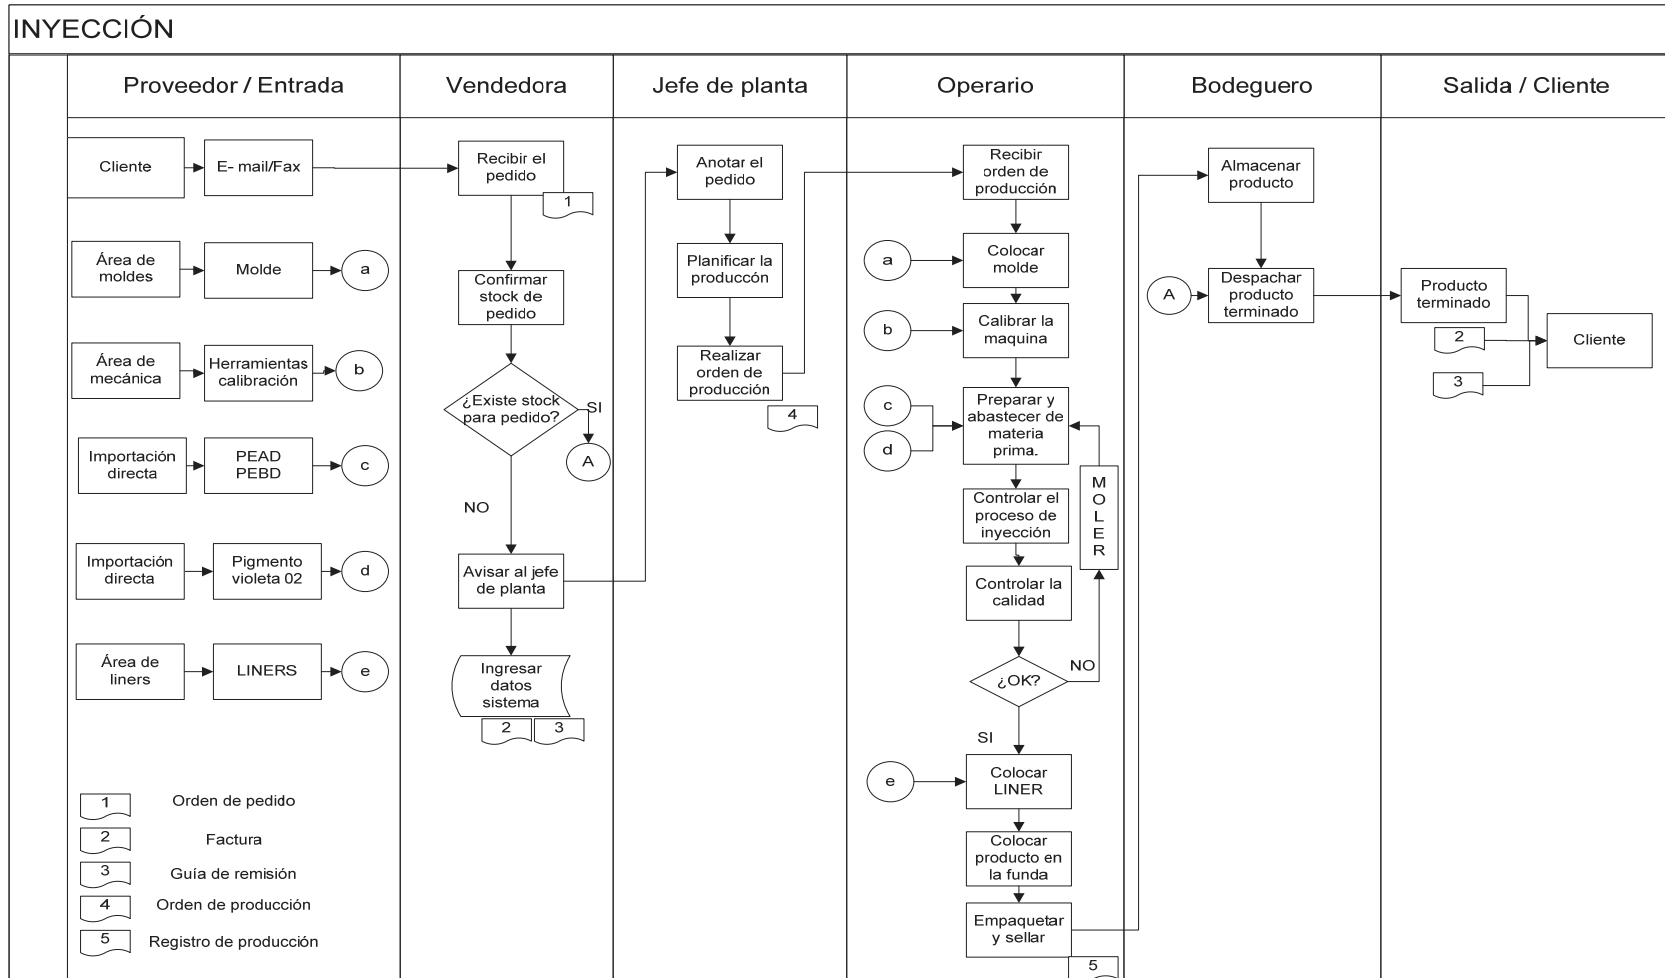 INYECCIÓN
Proveedor / Entrada
Vendedora
Jefe de planta
Operario
Bodeguero
Salida / Cliente
Cliente
E- mail/Fax
Área de
moldes
Molde
a
Área de
mecánica
Herramientas
calibración
b
Importación
directa
PEAD
PEBD
c
Importación
directa
Pigmento
violeta 02
d
Área de
liners
LINERS
e
1
Orden de pedido
2
Factura
3
Guía de remisión
4
Orden de producción
5
Registro de producción
Recibir el
pedido
1
Confirmar
stock de
pedido
¿Existe stock
para pedido?
SI
A
NO
Avisar al jefe
de planta
Ingresar
datos
sistema
2
3
Anotar el
pedido
Planificar la
produccón
Realizar
orden de
producción
4
Recibir
orden de
producción
a
Colocar
molde
b
Calibrar la
maquina
c
d
Preparar y
abastecer de
materia
prima.
Controlar el
proceso de
inyección
MOLER
Controlar la
calidad
¿OK?
NO
SI
e
Colocar
LINER
Colocar
producto en
la funda
Empaquetar
y sellar
5
Almacenar
producto
A
Despachar
producto
terminado
Producto
terminado
2
3
Cliente